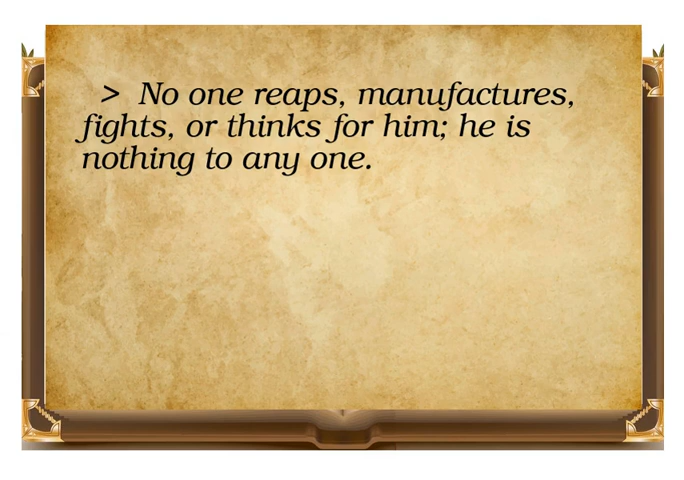 > No one reaps, manufactures,
fights, or thinks for him; he is
nothing to any one.